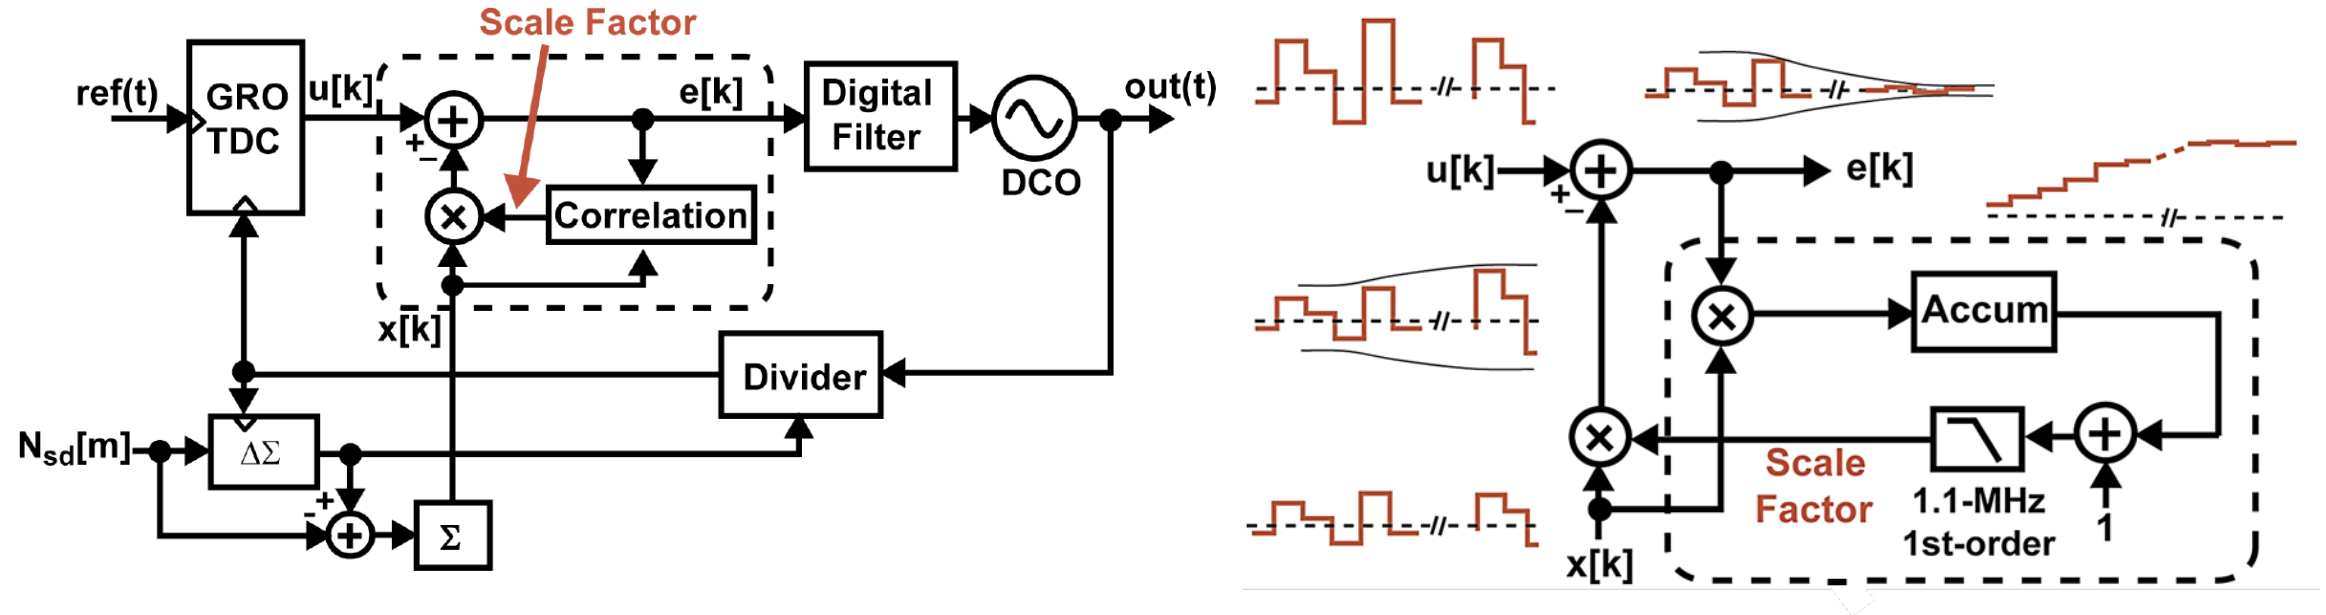 Scale Factor
ref(t)
GRO
TDC
u[k]
+
+
−
e[k]
Digital
Filter
out(t)
DCO
×
Correlation
x[k]
Divider
Nsd[m]
ΔΣ
+
-
+
Σ
u[k]
+
+
−
e[k]
×
Accum
×
+
Scale
Factor
1.1-MHz
1st-order
1
x[k]